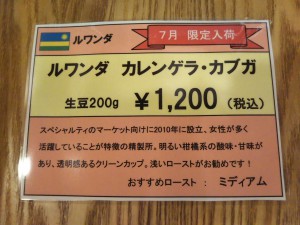 ルワンダ
7月 限定入荷
ルワンダ カレンゲラ・カブガ
生豆200g ￥1,200（税込）
スペシャルティのマーケット向けに2010年に設立、女性が多く
活躍していることが特徴の精製所。明るい柑橘系の酸味・甘味が
あり、透明感あるクリーンカップ。浅いローストがお勧めです！
おすすめロースト ： ミディアム